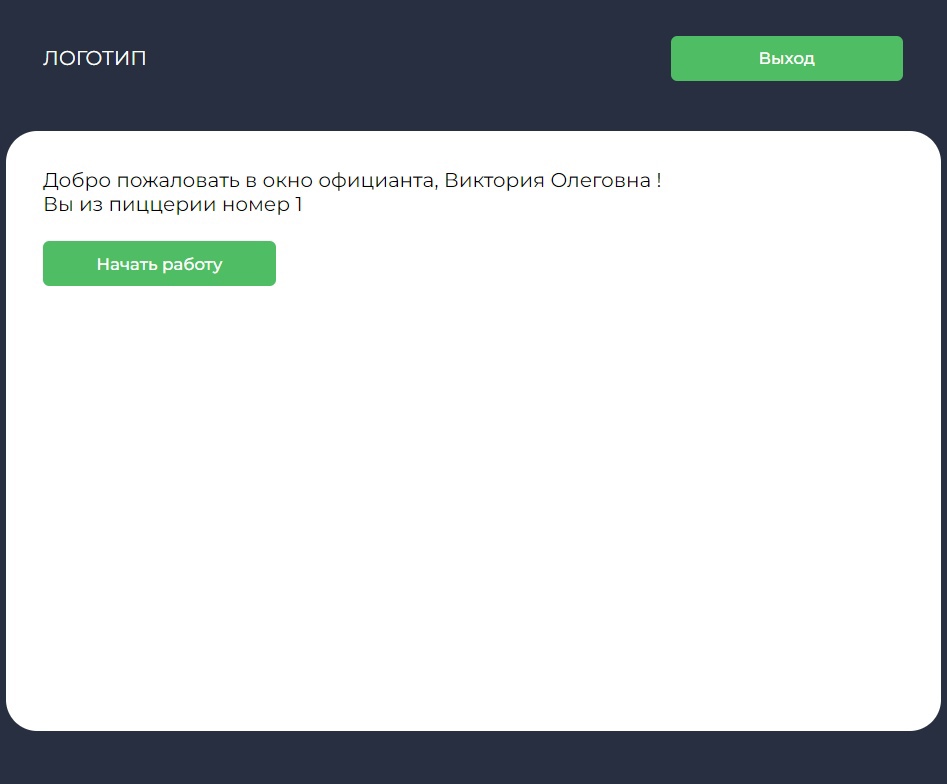 ЛОГОТИП
Выход
Добро пожаловать в окно официанта, Виктория Олеговна !
Вы из пиццерии номер 1
Начать работу